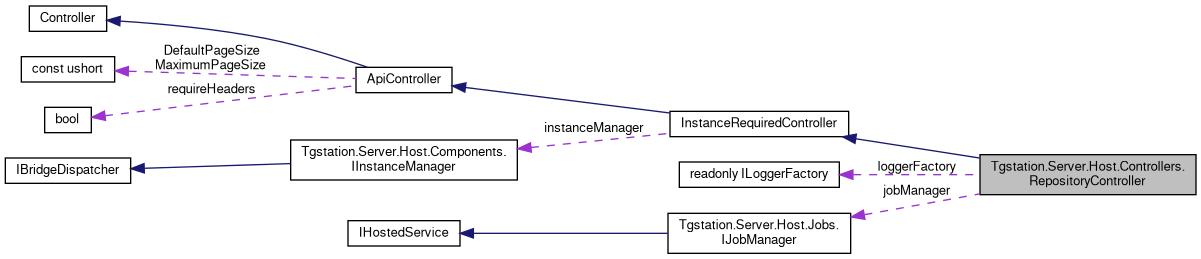 Controller
DefaultPageSize
MaximumPageSize
const ushort
ApiController
requireHeaders
bool
InstanceRequiredController
instanceManager
Tgstation.Server.Host.Components.
IInstanceManager
IBridgeDispatcher
loggerFactory
Tgstation.Server.Host.Controllers.
RepositoryController
readonly ILoggerFactory
jobManager
Tgstation.Server.Host.Jobs.
IJobManager
IHostedService